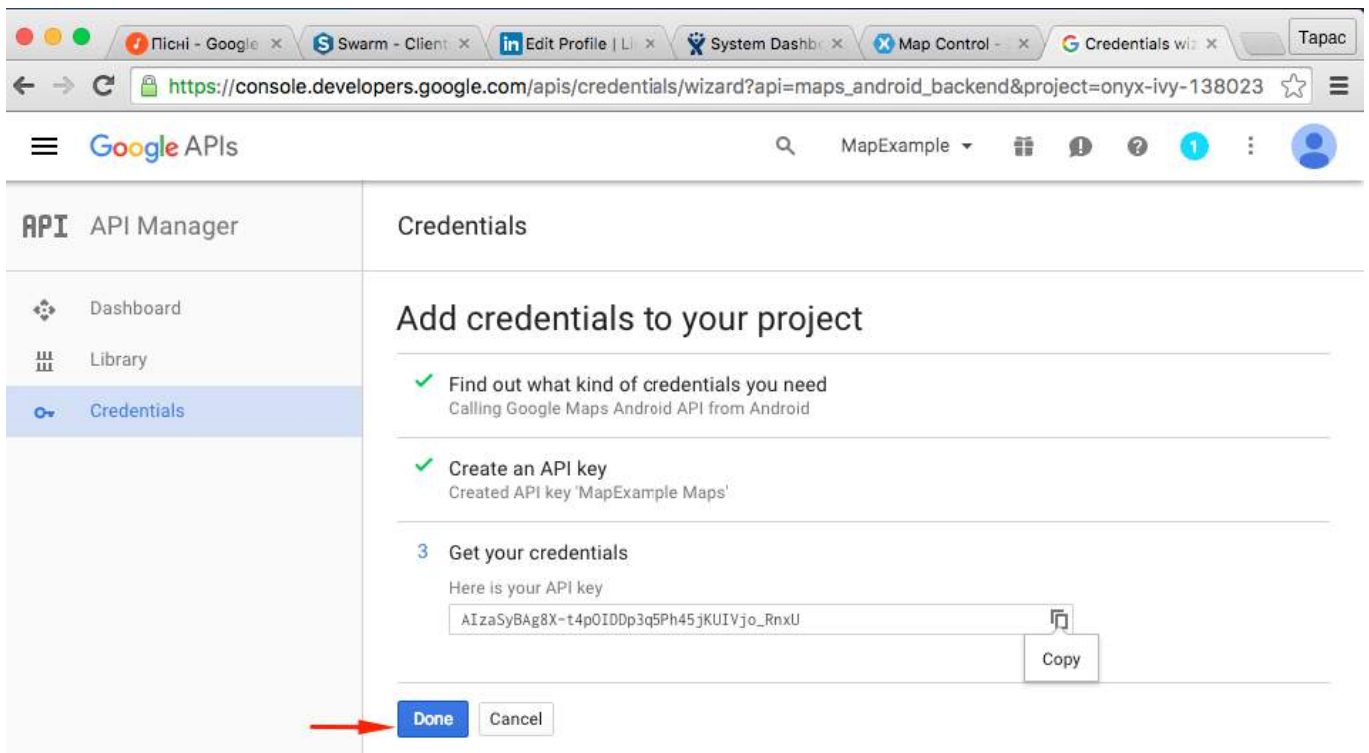 Пісні - Google
Swarm - Client
Edit Profile | Li
System Dashb
Map Control -
Credentials wiz
Тарас
https://console.developers.google.com/apis/credentials/wizard?api=maps_android_backend&project=onyx-ivy-138023
Google APIs
MapExample
1
API API Manager
Credentials
Dashboard
Library
Credentials
Add credentials to your project
Find out what kind of credentials you need
Calling Google Maps Android API from Android
Create an API key
Created API key 'MapExample Maps'
3 Get your credentials
Here is your API key
AIzaSyBAg8X-t4pOIDDp3q5Ph45jKUIVjo_RnxU
Copy
Done
Cancel